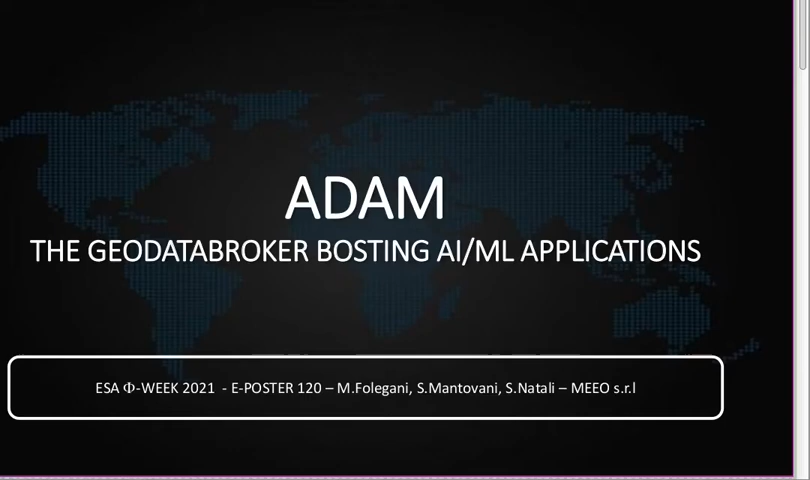 ADAM
THE GEODATABROKER BOSTING AI/ML APPLICATIONS
ESA Φ-WEEK 2021 - E-POSTER 120 – M.Folegani, S.Mantovani, S.Natali – MEEO s.r.l